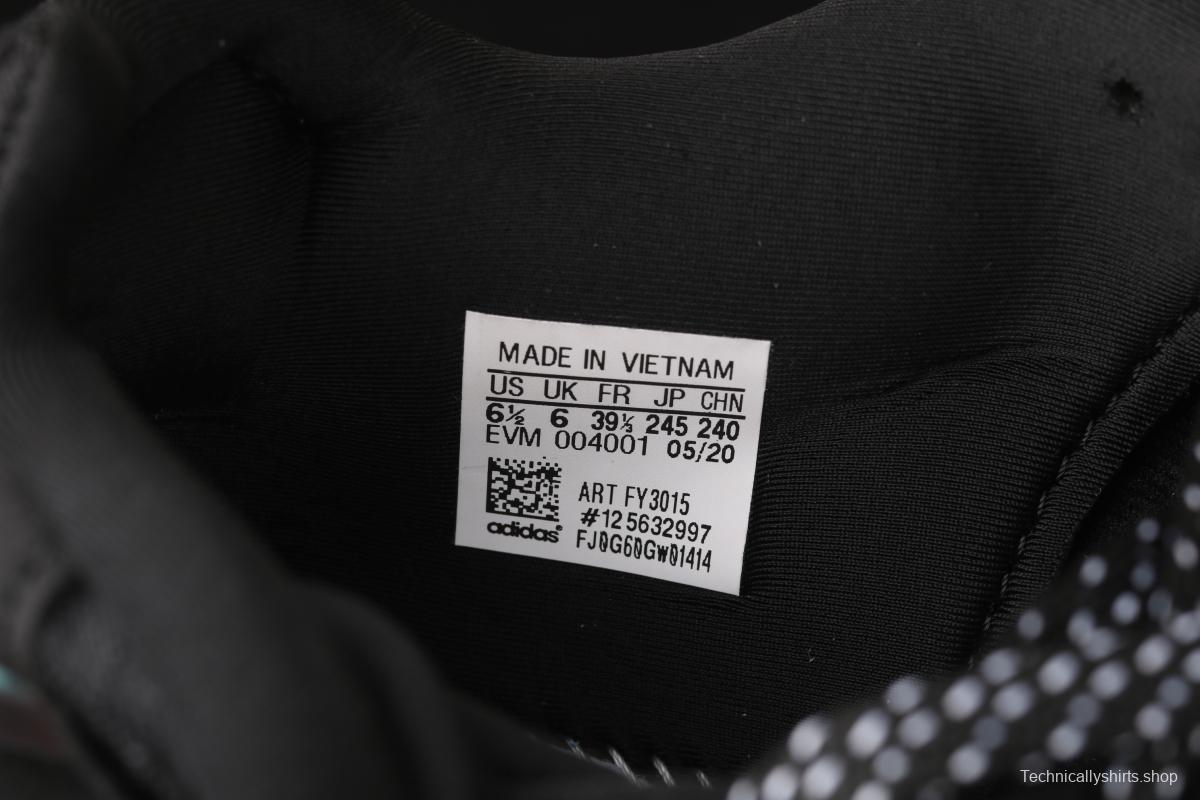 MADE IN VIETNAM
US UK FR JP CHN
6½ 6 39⅓ 245 240
EVM 004001 05/20
ART FY3015
#125632997
adidas®
FJ0G60GW01414
Technicallyshirts.shop